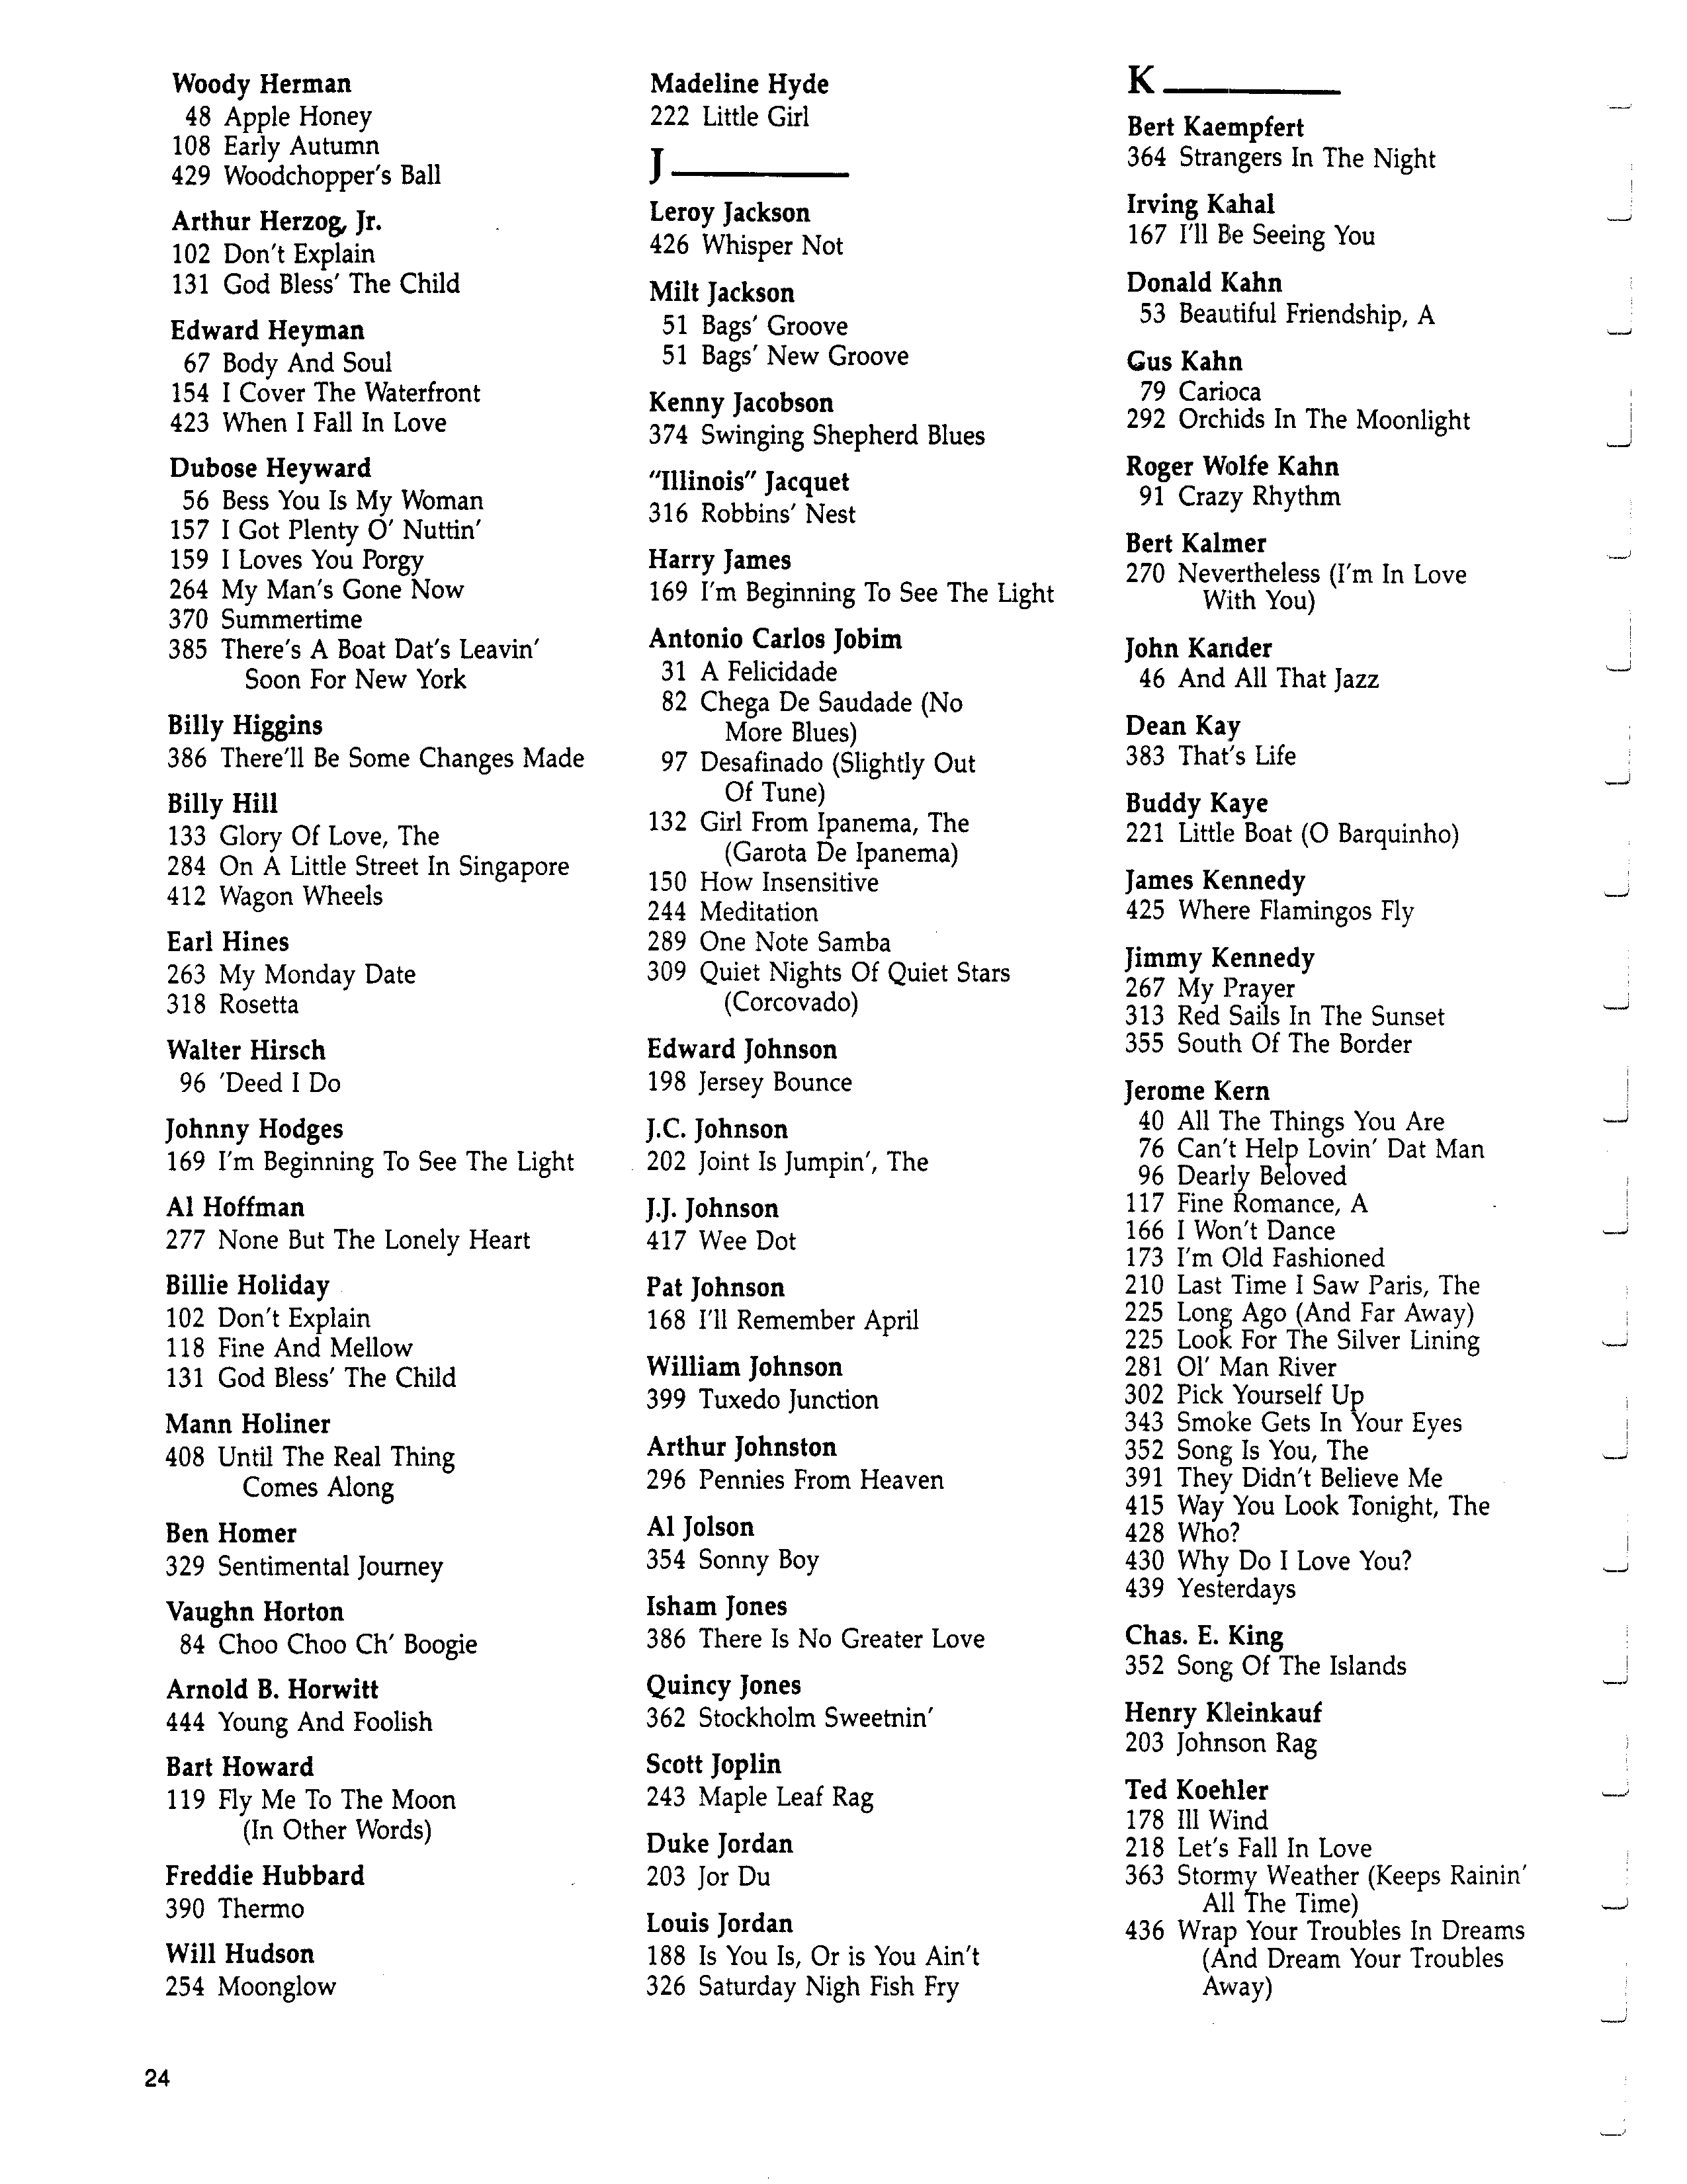 Woody Herman
48 Apple Honey
108 Early Autumn
429 Woodchopper's Ball
Arthur Herzog, Jr.
102 Don't Explain
131 God Bless' The Child
Edward Heyman
67 Body And Soul
154 I Cover The Waterfront
423 When I Fall In Love
Dubose Heyward
56 Bess You Is My Woman
157 I Got Plenty O' Nuttin'
159 I Loves You Porgy
264 My Man's Gone Now
370 Summertime
385 There's A Boat Dat's Leavin'
Soon For New York
Billy Higgins
386 There'll Be Some Changes Made
Billy Hill
133 Glory Of Love, The
284 On A Little Street In Singapore
412 Wagon Wheels
Earl Hines
263 My Monday Date
318 Rosetta
Walter Hirsch
96 'Deed I Do
Johnny Hodges
169 I'm Beginning To See The Light
Al Hoffman
277 None But The Lonely Heart
Billie Holiday
102 Don't Explain
118 Fine And Mellow
131 God Bless' The Child
Mann Holiner
408 Until The Real Thing
Comes Along
Ben Homer
329 Sentimental Journey
Vaughn Horton
84 Choo Choo Ch' Boogie
Arnold B. Horwitt
444 Young And Foolish
Bart Howard
119 Fly Me To The Moon
(In Other Words)
Freddie Hubbard
390 Thermo
Will Hudson
254 Moonglow
Madeline Hyde
222 Little Girl
J
Leroy Jackson
426 Whisper Not
Milt Jackson
51 Bags' Groove
51 Bags' New Groove
Kenny Jacobson
374 Swinging Shepherd Blues
"Illinois" Jacquet
316 Robbins' Nest
Harry James
169 I'm Beginning To See The Light
Antonio Carlos Jobim
31 A Felicidade
82 Chega De Saudade (No
More Blues)
97 Desafinado (Slightly Out
Of Tune)
132 Girl From Ipanema, The
(Garota De Ipanema)
150 How Insensitive
244 Meditation
289 One Note Samba
309 Quiet Nights Of Quiet Stars
(Corcovado)
Edward Johnson
198 Jersey Bounce
J.C. Johnson
202 Joint Is Jumpin', The
J.J. Johnson
417 Wee Dot
Pat Johnson
168 I'll Remember April
William Johnson
399 Tuxedo Junction
Arthur Johnston
296 Pennies From Heaven
Al Jolson
354 Sonny Boy
Isham Jones
386 There Is No Greater Love
Quincy Jones
362 Stockholm Sweetnin'
Scott Joplin
243 Maple Leaf Rag
Duke Jordan
203 Jor Du
Louis Jordan
188 Is You Is, Or is You Ain't
326 Saturday Nigh Fish Fry
K
Bert Kaempfert
364 Strangers In The Night
Irving Kahal
167 I'll Be Seeing You
Donald Kahn
53 Beautiful Friendship, A
Gus Kahn
79 Carioca
292 Orchids In The Moonlight
Roger Wolfe Kahn
91 Crazy Rhythm
Bert Kalmer
270 Nevertheless (I'm In Love
With You)
John Kander
46 And All That Jazz
Dean Kay
383 That's Life
Buddy Kaye
221 Little Boat (O Barquinho)
James Kennedy
425 Where Flamingos Fly
Jimmy Kennedy
267 My Prayer
313 Red Sails In The Sunset
355 South Of The Border
Jerome Kern
40 All The Things You Are
76 Can't Help Lovin' Dat Man
96 Dearly Beloved
117 Fine Romance, A
166 I Won't Dance
173 I'm Old Fashioned
210 Last Time I Saw Paris, The
225 Long Ago (And Far Away)
225 Look For The Silver Lining
281 Ol' Man River
302 Pick Yourself Up
343 Smoke Gets In Your Eyes
352 Song Is You, The
391 They Didn't Believe Me
415 Way You Look Tonight, The
428 Who?
430 Why Do I Love You?
439 Yesterdays
Chas. E. King
352 Song Of The Islands
Henry Kleinkauf
203 Johnson Rag
Ted Koehler
178 Ill Wind
218 Let's Fall In Love
363 Stormy Weather (Keeps Rainin'
All The Time)
436 Wrap Your Troubles In Dreams
(And Dream Your Troubles
Away)
24